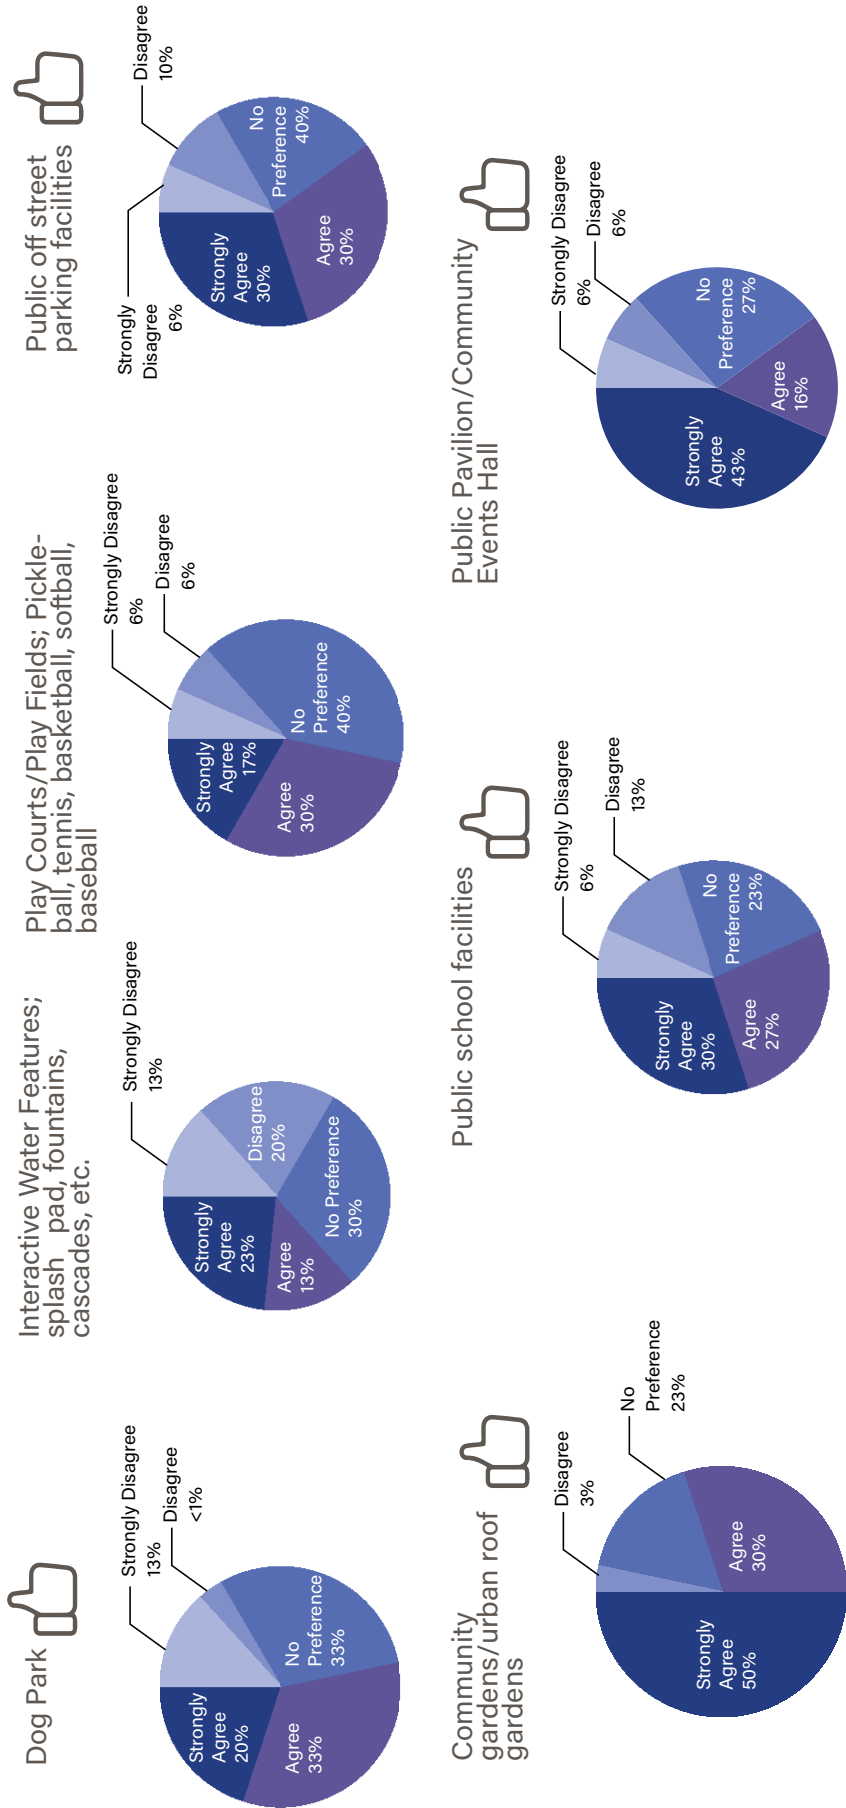 Dog Park
Strongly Disagree
13%
Disagree
<1%
No
Preference
33%
Agree
33%
Strongly
Agree
20%
Interactive Water Features;
splash pad, fountains,
cascades, etc.
Strongly Disagree
13%
Disagree
20%
No Preference
30%
Agree
13%
Strongly
Agree
23%
Play Courts/Play Fields; Pickle-
ball, tennis, basketball, softball,
baseball
Strongly Disagree
6%
Disagree
6%
No
Preference
40%
Agree
30%
Strongly
Agree
17%
Public off street
parking facilities
Strongly
Disagree
6%
Disagree
10%
No
Preference
40%
Agree
30%
Strongly
Agree
30%
Community
gardens/urban roof
gardens
Disagree
3%
No
Preference
23%
Agree
30%
Strongly
Agree
50%
Public school facilities
Strongly Disagree
6%
Disagree
13%
No
Preference
23%
Agree
27%
Strongly
Agree
30%
Public Pavilion/Community
Events Hall
Strongly Disagree
6%
Disagree
6%
No
Preference
27%
Agree
16%
Strongly
Agree
43%